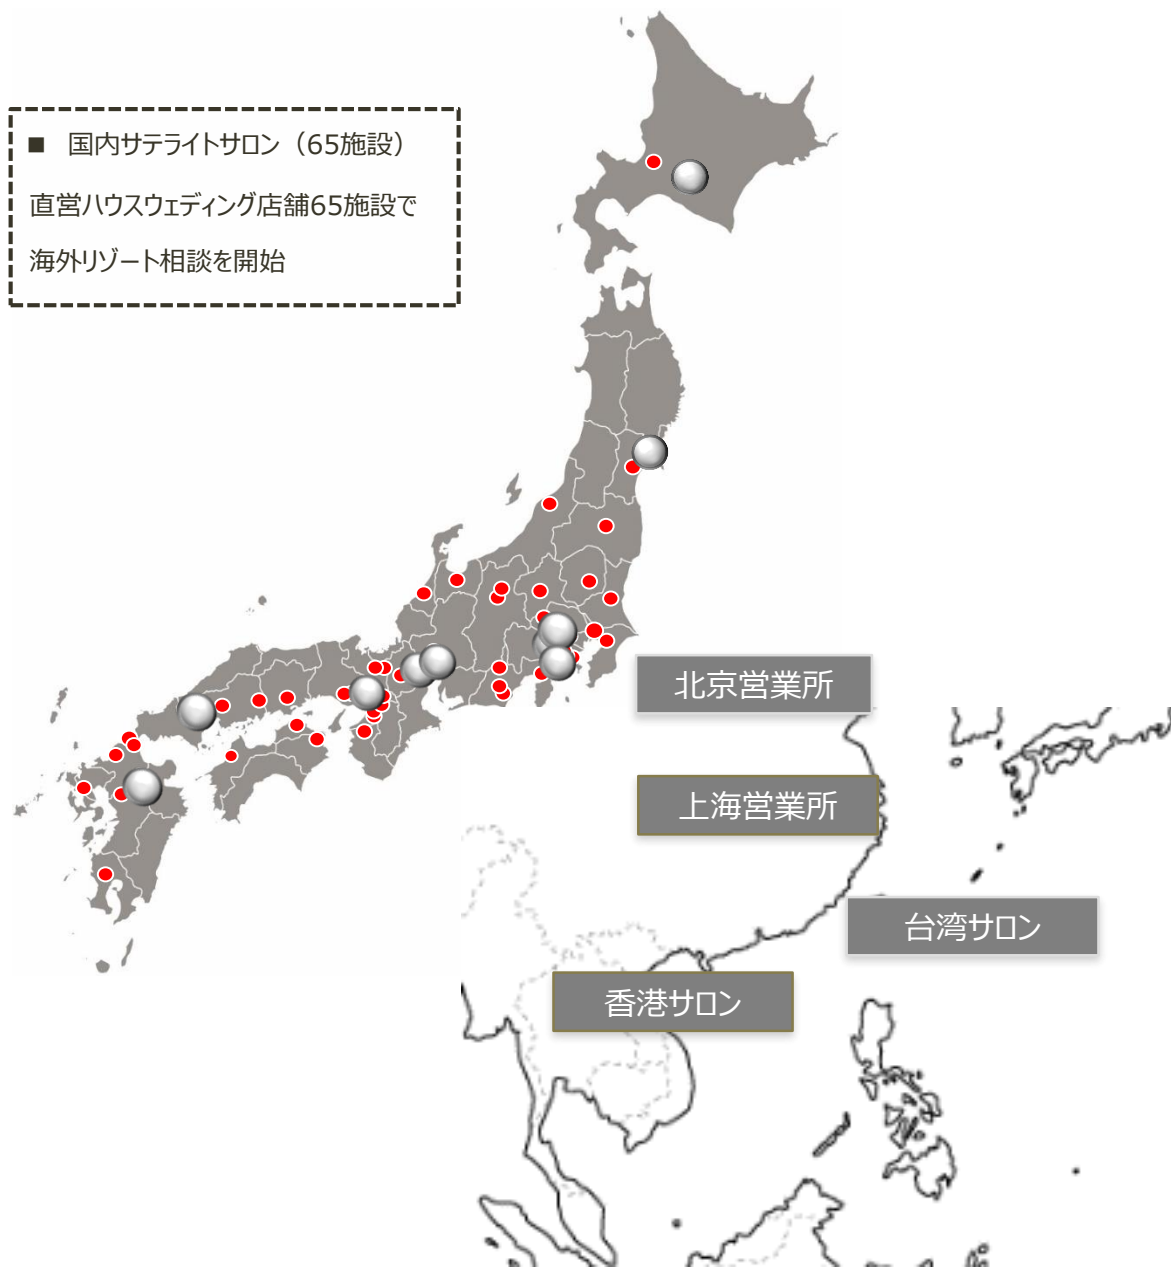 ■ 国内サテライトサロン（65施設）
直営ハウスウェディング店舗65施設で
海外リゾート相談を開始
北京営業所
上海営業所
台湾サロン
香港サロン